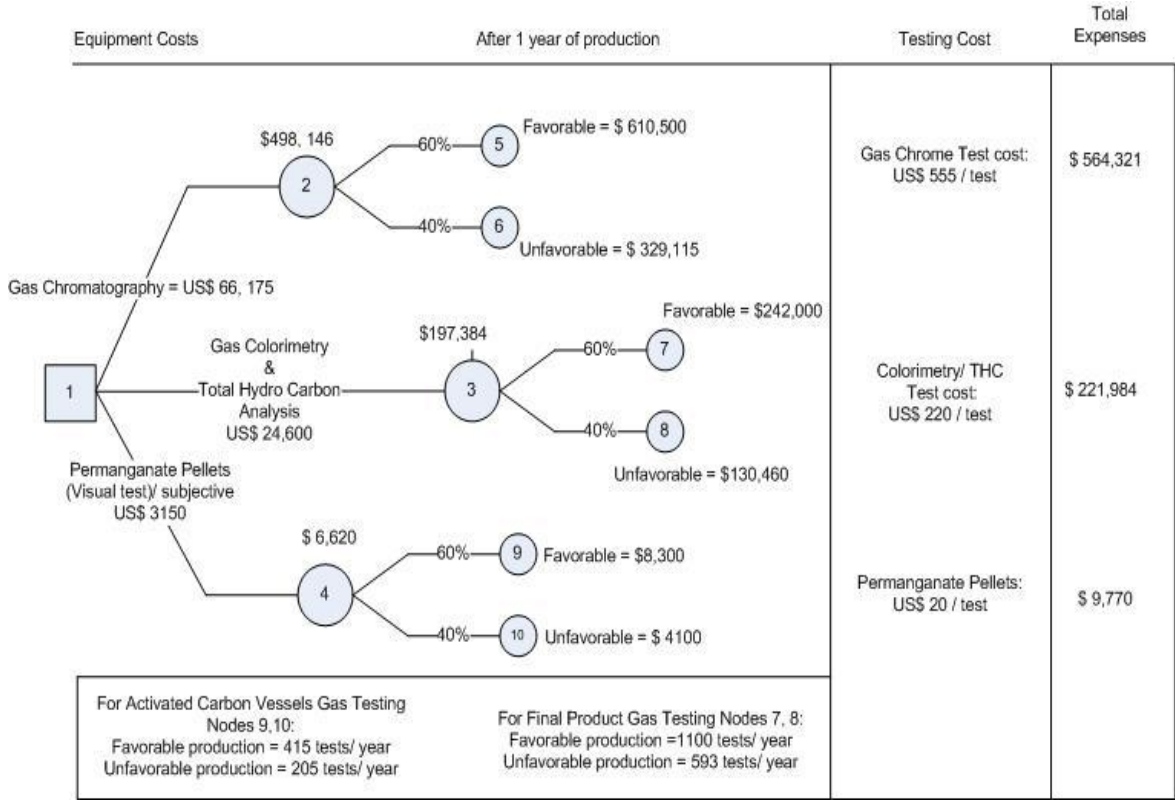 Equipment Costs
After 1 year of production
Testing Cost
Total
Expenses
$498, 146
2
60%
5
Favorable = $ 610,500
40%
6
Unfavorable = $ 329,115
Gas Chrome Test cost:
US$ 555 / test
$ 564,321
Gas Chromatography = US$ 66, 175
1
Gas Colorimetry
&
Total Hydro Carbon
Analysis
US$ 24,600
$197,384
3
60%
7
Favorable = $242,000
40%
8
Unfavorable = $130,460
Colorimetry/ THC
Test cost:
US$ 220 / test
$ 221,984
Permanganate Pellets
(Visual test)/ subjective
US$ 3150
$ 6,620
4
60%
9
Favorable = $8,300
40%
10
Unfavorable = $ 4100
Permanganate Pellets:
US$ 20 / test
$ 9,770
For Activated Carbon Vessels Gas Testing
Nodes 9,10:
Favorable production = 415 tests/ year
Unfavorable production = 205 tests/ year
For Final Product Gas Testing Nodes 7, 8:
Favorable production =1100 tests/ year
Unfavorable production = 593 tests/ year